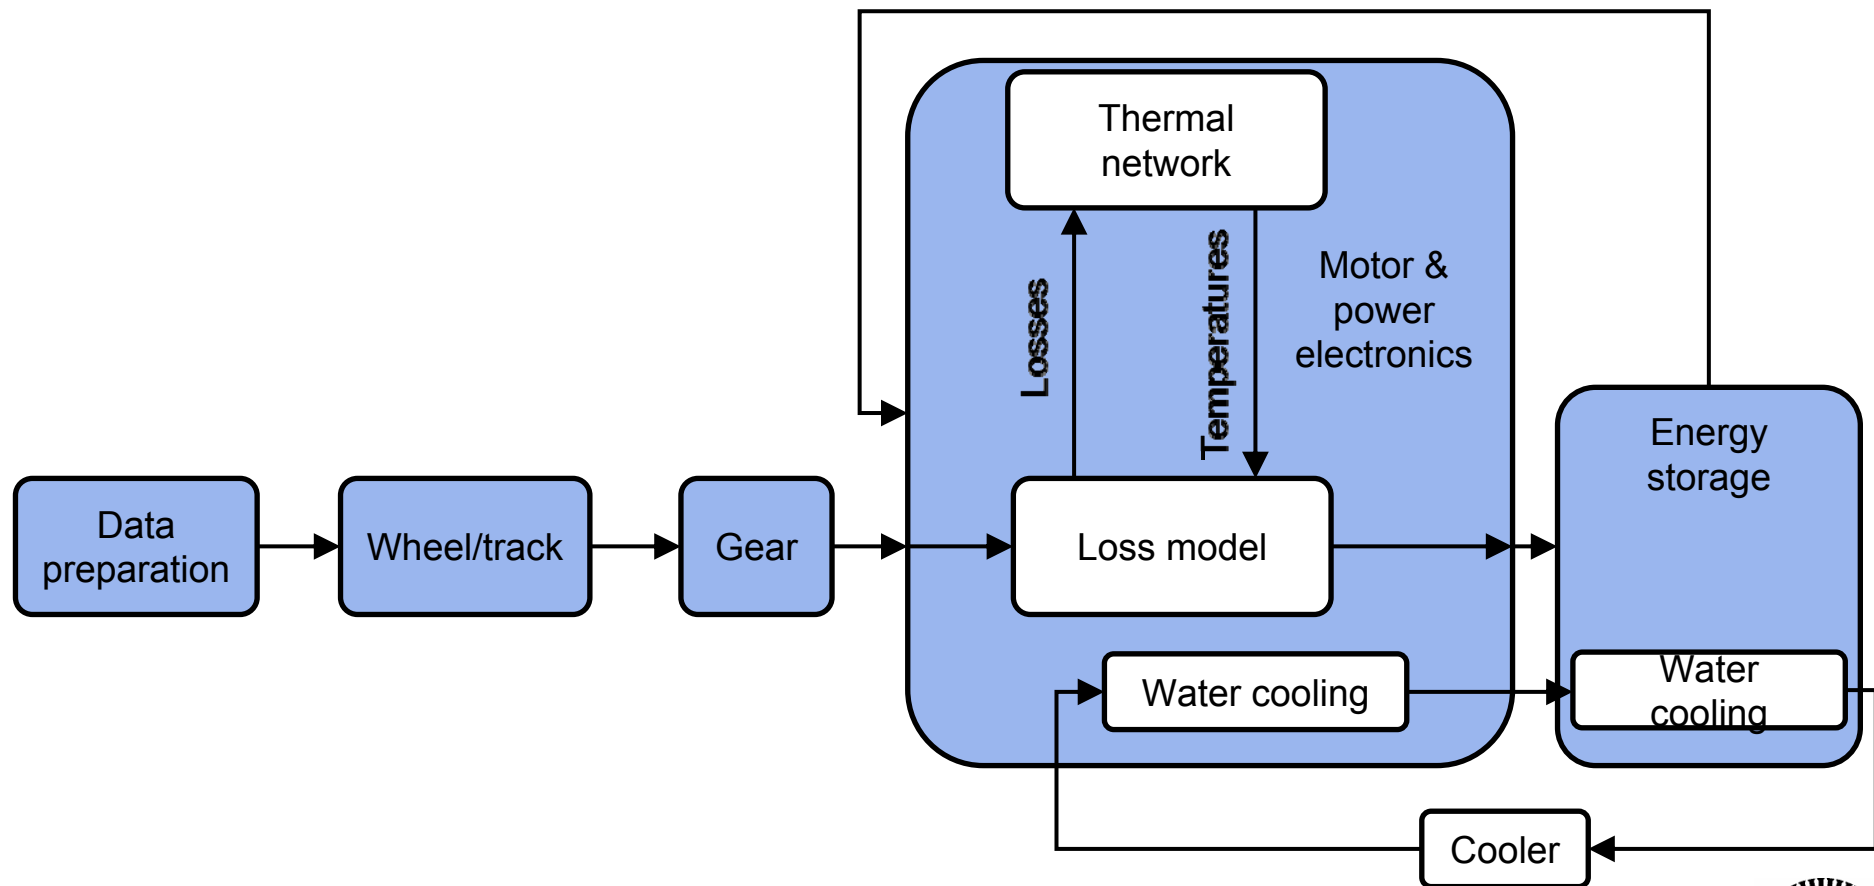 Thermal
network
Losses
Temperatures
Motor &
power
electronics
Energy
storage
Data
preparation
Wheel/track
Gear
Loss model
Water cooling
Water
cooling
Cooler